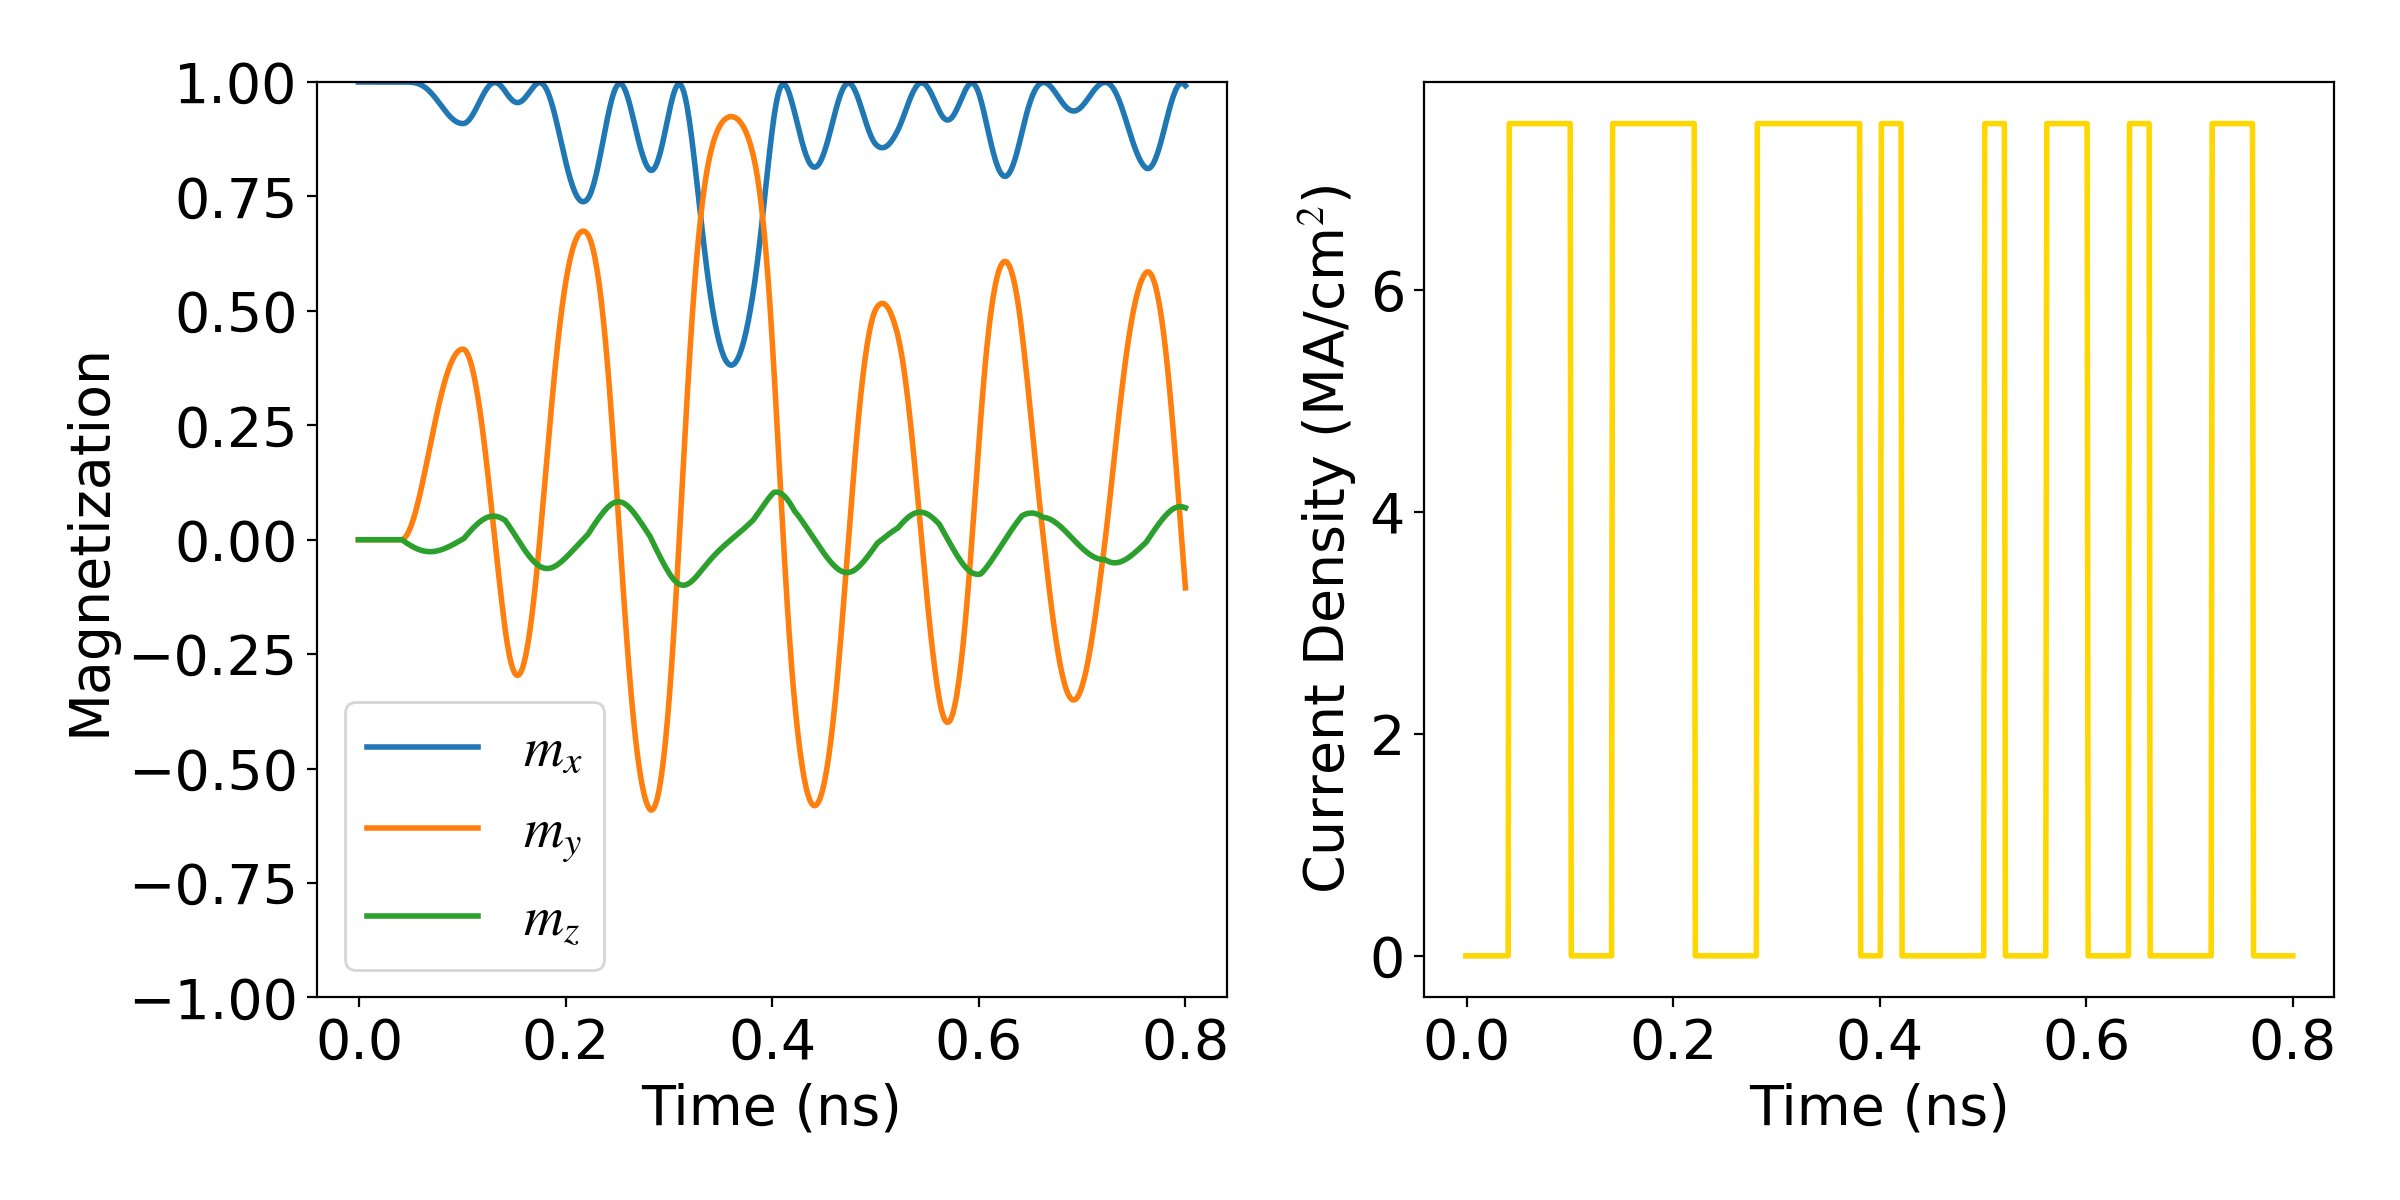 1.00
0.75
0.50
0.25
0.00
−0.25
−0.50
−0.75
−1.00
Magnetization
m_x
m_y
m_z
0.0 0.2 0.4 0.6 0.8
Time (ns)
6
4
2
0
Current Density (MA/cm²)
0.0 0.2 0.4 0.6 0.8
Time (ns)